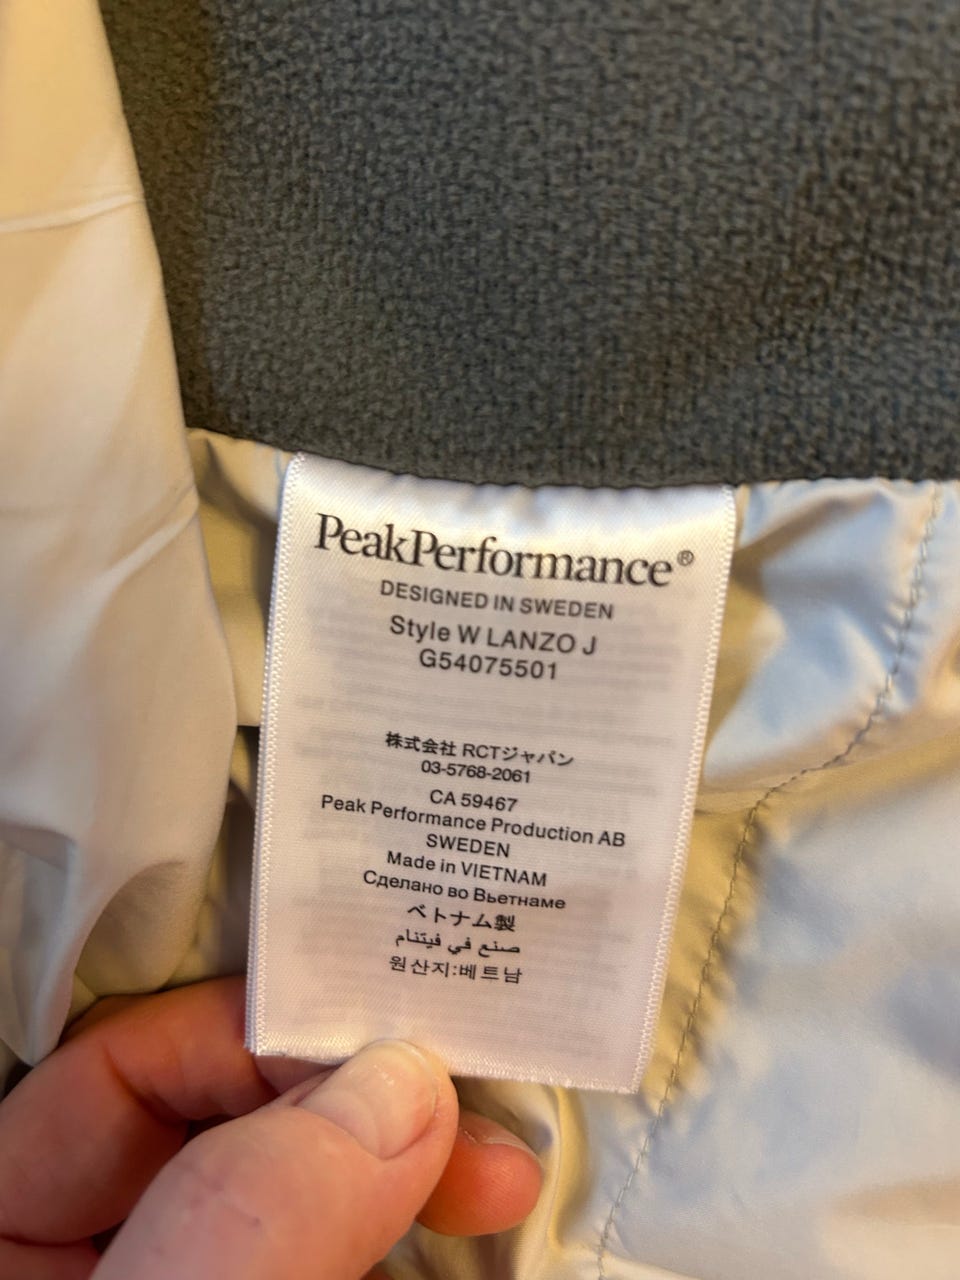 PeakPerformance®
DESIGNED IN SWEDEN
Style W LANZO J
G54075501
株式会社 RCTジャパン
03-5768-2061
CA 59467
Peak Performance Production AB
SWEDEN
Made in VIETNAM
Сделано во Вьетнаме
ベトナム製
صنع في فيتنام
원산지:베트남